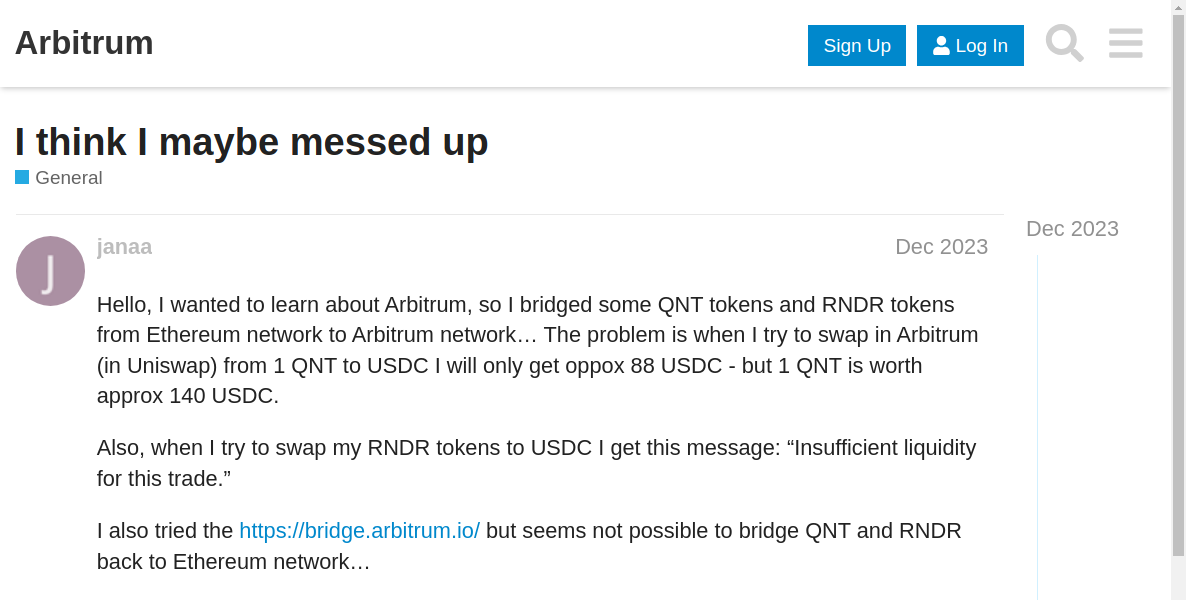 Arbitrum
Sign Up
Log In
I think I maybe messed up
General
Dec 2023
J
janaa
Dec 2023
Hello, I wanted to learn about Arbitrum, so I bridged some QNT tokens and RNDR tokens
from Ethereum network to Arbitrum network… The problem is when I try to swap in Arbitrum
(in Uniswap) from 1 QNT to USDC I will only get oppox 88 USDC - but 1 QNT is worth
approx 140 USDC.
Also, when I try to swap my RNDR tokens to USDC I get this message: “Insufficient liquidity
for this trade.”
I also tried the https://bridge.arbitrum.io/ but seems not possible to bridge QNT and RNDR
back to Ethereum network…